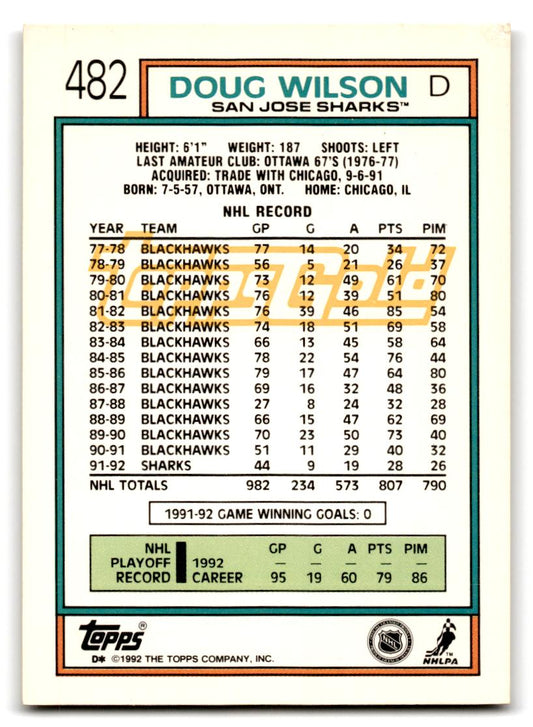 482 DOUG WILSON D
SAN JOSE SHARKS™
HEIGHT: 6'1" WEIGHT: 187 SHOOTS: LEFT
LAST AMATEUR CLUB: OTTAWA 67'S (1976-77)
ACQUIRED: TRADE WITH CHICAGO, 9-6-91
BORN: 7-5-57, OTTAWA, ONT. HOME: CHICAGO, IL
NHL RECORD
YEAR TEAM GP G A PTS PIM
77-78 BLACKHAWKS 77 14 20 34 72
78-79 BLACKHAWKS 56 5 21 26 37
79-80 BLACKHAWKS 73 12 49 61 70
80-81 BLACKHAWKS 76 12 39 51 80
81-82 BLACKHAWKS 76 39 46 85 54
82-83 BLACKHAWKS 74 18 51 69 58
83-84 BLACKHAWKS 66 13 45 58 64
84-85 BLACKHAWKS 78 22 54 76 44
85-86 BLACKHAWKS 79 17 47 64 80
86-87 BLACKHAWKS 69 16 32 48 36
87-88 BLACKHAWKS 27 8 24 32 28
88-89 BLACKHAWKS 66 15 47 62 69
89-90 BLACKHAWKS 70 23 50 73 40
90-91 BLACKHAWKS 51 11 29 40 32
91-92 SHARKS 44 9 19 28 26
NHL TOTALS 982 234 573 807 790
Topps Gold
1991-92 GAME WINNING GOALS: 0
NHL GP G A PTS PIM
PLAYOFF 1992 — — — — —
RECORD CAREER 95 19 60 79 86
TOPPS®
D* ©1992 THE TOPPS COMPANY, INC.
NHL
NHLPA™